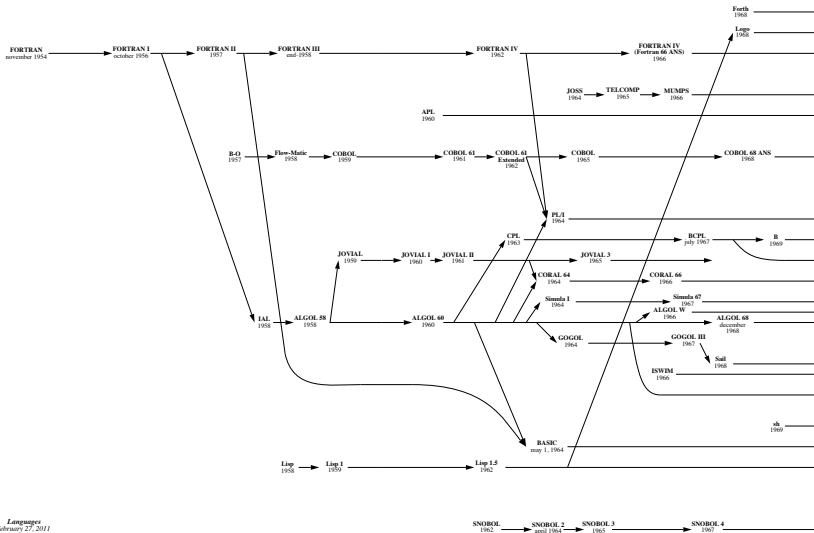 Forth
1968
Logo
1968
FORTRAN
november 1954
FORTRAN I
october 1956
FORTRAN II
1957
FORTRAN III
end-1958
FORTRAN IV
1962
FORTRAN IV
(Fortran 66 ANS)
1966
JOSS
1964
TELCOMP
1965
MUMPS
1966
APL
1960
B-O
1957
Flow-Matic
1958
COBOL
1959
COBOL 61
1961
COBOL 61
Extended
1962
COBOL
1965
COBOL 68 ANS
1968
PL/I
1964
CPL
1963
BCPL
july 1967
B
1969
JOVIAL
1959
JOVIAL I
1960
JOVIAL II
1961
JOVIAL 3
1965
CORAL 64
1964
CORAL 66
1966
Simula I
1964
Simula 67
1967
IAL
1958
ALGOL 58
1958
ALGOL 60
1960
ALGOL W
1966
ALGOL 68
december
1968
GOGOL
1964
GOGOL III
1967
Sail
1968
ISWIM
1966
sh
1969
BASIC
may 1, 1964
Lisp
1958
Lisp 1
1959
Lisp 1.5
1962
Languages
february 27, 2011
SNOBOL
1962
SNOBOL 2
april 1964
SNOBOL 3
1965
SNOBOL 4
1967